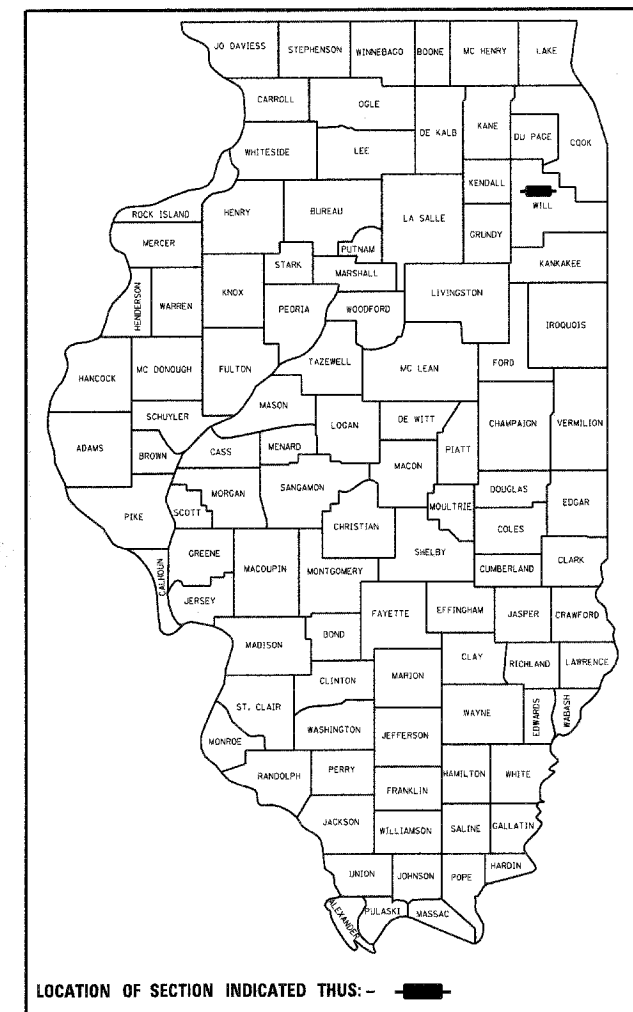 JO DAVIESS STEPHENSON WINNEBAGO BOONE MC HENRY LAKE
CARROLL OGLE DE KALB KANE DU PAGE COOK
WHITESIDE LEE
KENDALL WILL
ROCK ISLAND HENRY BUREAU LA SALLE GRUNDY
MERCER PUTNAM KANKAKEE
STARK MARSHALL
HENDERSON WARREN KNOX PEORIA WOODFORD LIVINGSTON IROQUOIS
HANCOCK MC DONOUGH FULTON TAZEWELL MC LEAN FORD
SCHUYLER MASON LOGAN DE WITT CHAMPAIGN VERMILION
ADAMS BROWN CASS MENARD MACON PIATT
PIKE SCOTT MORGAN SANGAMON CHRISTIAN MOULTRIE DOUGLAS EDGAR
COLES
CALHOUN GREENE MACOUPIN MONTGOMERY SHELBY CUMBERLAND CLARK
JERSEY FAYETTE EFFINGHAM JASPER CRAWFORD
MADISON BOND
CLAY RICHLAND LAWRENCE
CLINTON MARION
ST. CLAIR WAYNE EDWARDS WABASH
MONROE WASHINGTON JEFFERSON
RANDOLPH PERRY HAMILTON WHITE
FRANKLIN
JACKSON WILLIAMSON SALINE GALLATIN
UNION JOHNSON POPE HARDIN
ALEXANDER PULASKI MASSAC
LOCATION OF SECTION INDICATED THUS: -